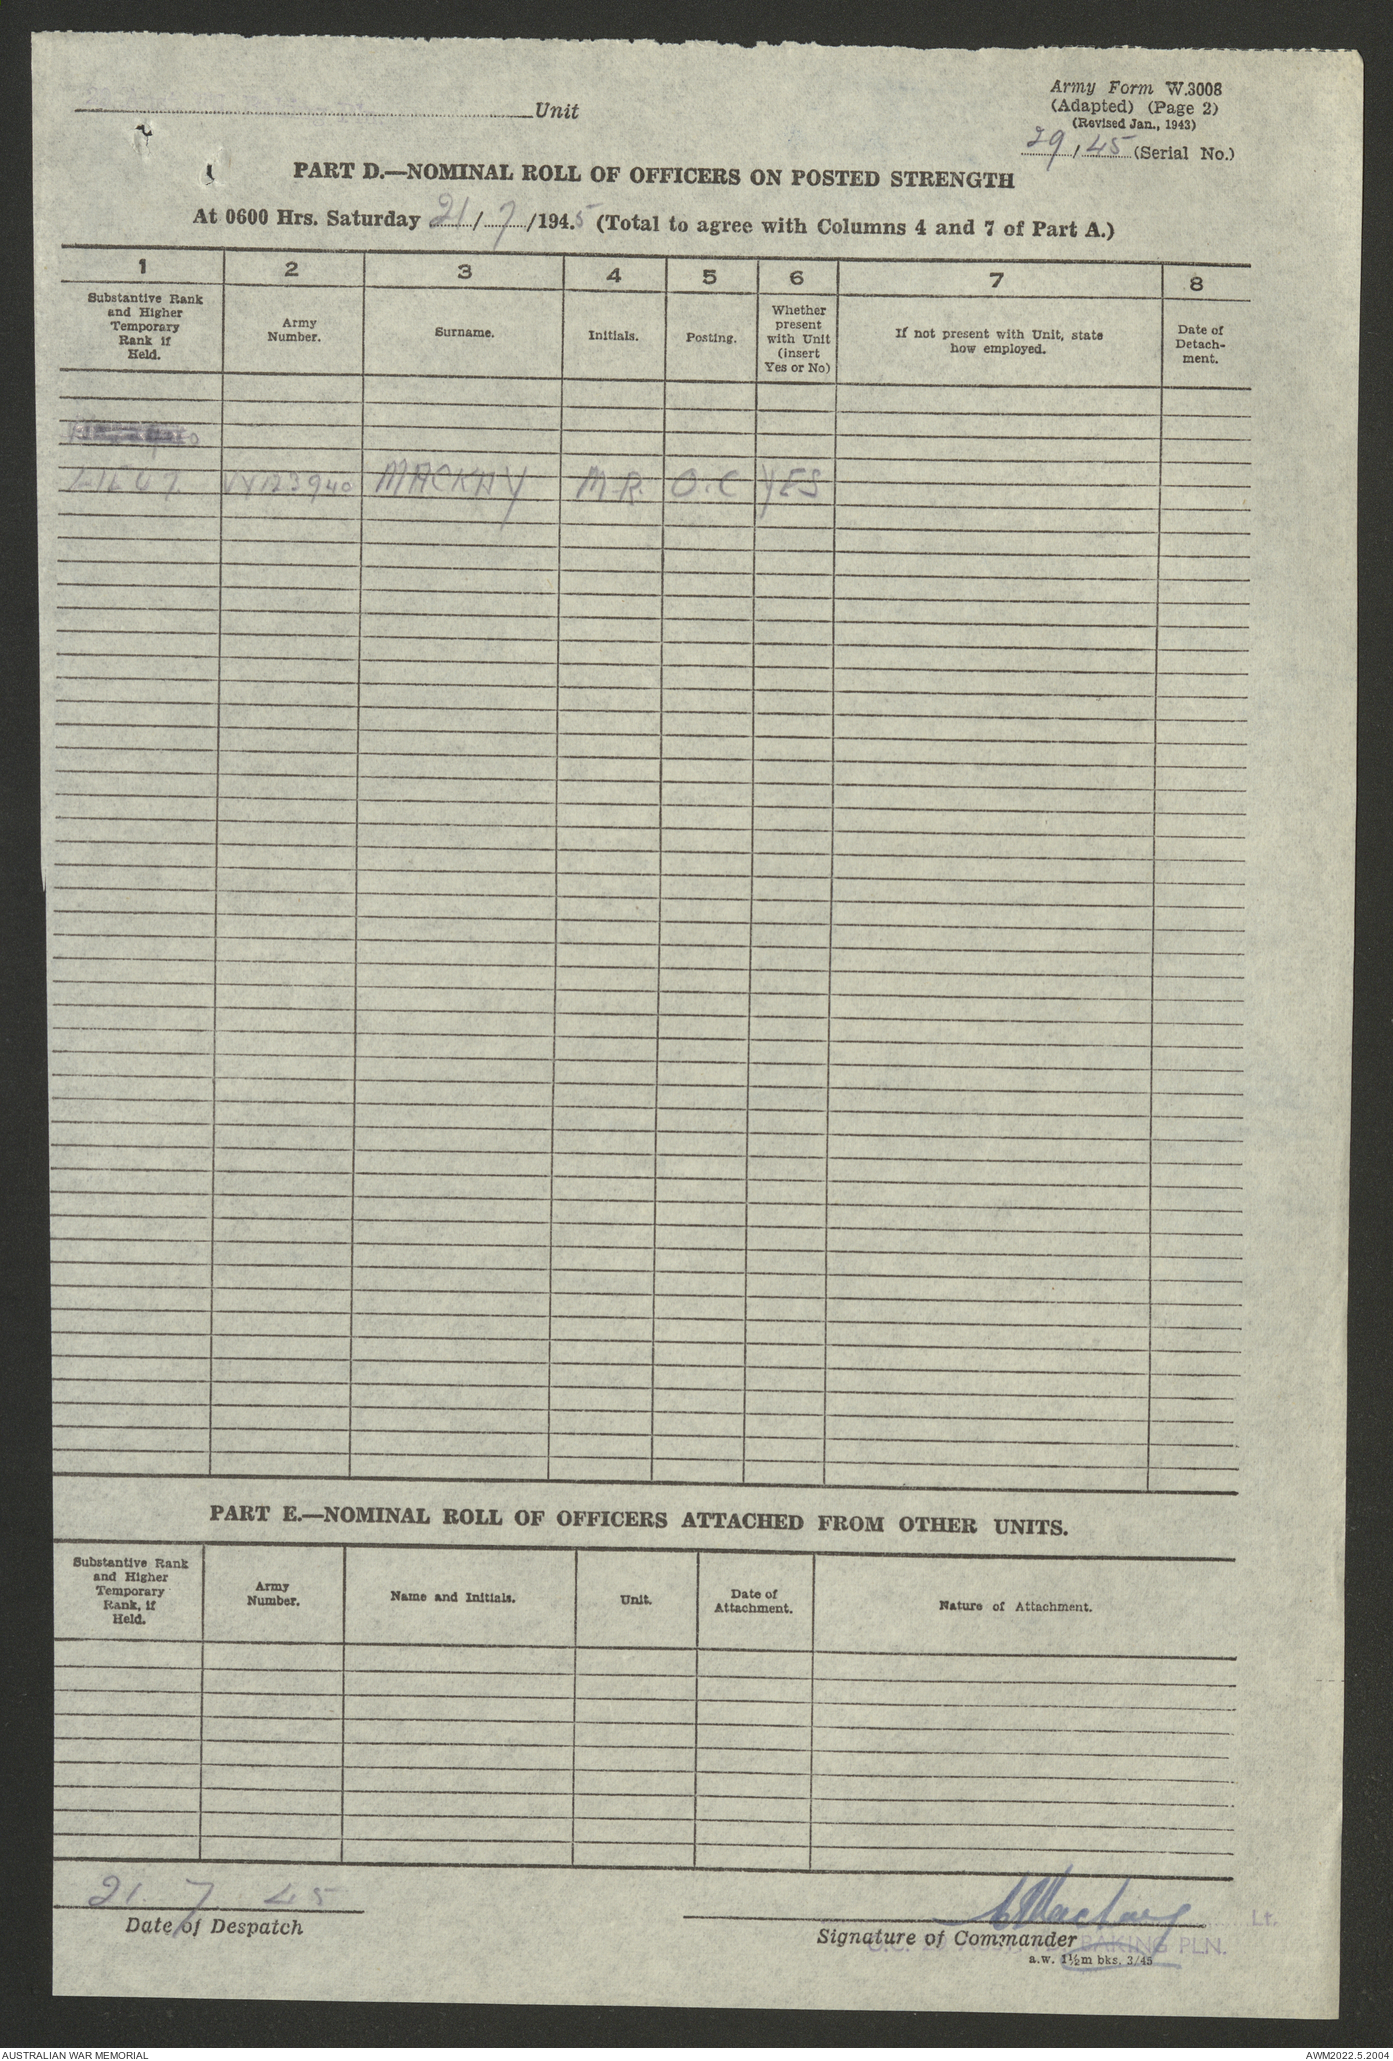 Unit
Army Form W.3008
(Adapted) (Page 2)
(Revised Jan., 1943)
29, 45 (Serial No.)
PART D.—NOMINAL ROLL OF OFFICERS ON POSTED STRENGTH
At 0600 Hrs. Saturday 21/7/1945 (Total to agree with Columns 4 and 7 of Part A.)
1 2 3 4 5 6 7 8
Substantive Rank
and Higher
Temporary
Rank if
Held.
Army
Number.
Surname.
Initials.
Posting.
Whether
present
with Unit
(insert
Yes or No)
If not present with Unit, state
how employed.
Date of
Detach-
ment.
LIEUT. MACKAY M.R. O.C YES
PART E.—NOMINAL ROLL OF OFFICERS ATTACHED FROM OTHER UNITS.
Substantive Rank
and Higher
Temporary
Rank, if
Held.
Army
Number.
Name and Initials.
Unit.
Date of
Attachment.
Nature of Attachment.
21 7 45
Date of Despatch
Lt.
Signature of Commander
BAKING PLN.
a.w. 1½m bks. 3/45
AUSTRALIAN WAR MEMORIAL
AWM2022.5.2004